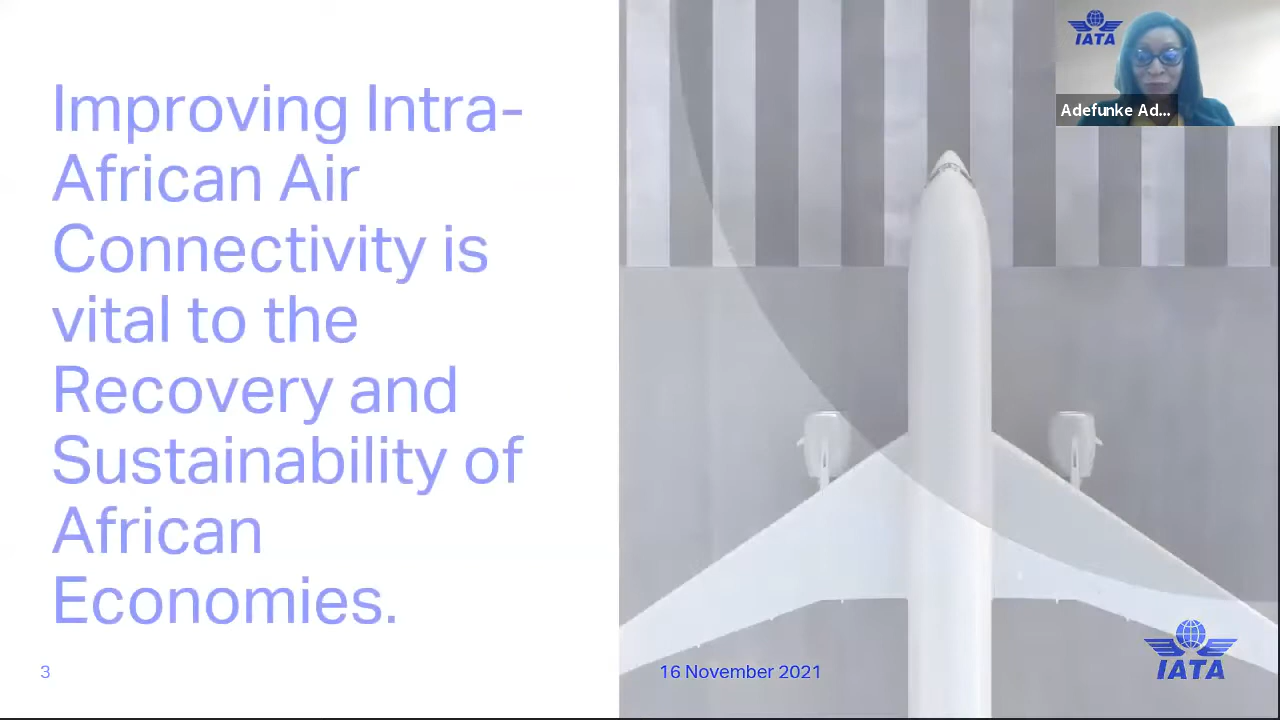 Improving Intra-
African Air
Connectivity is
vital to the
Recovery and
Sustainability of
African
Economies.
3
16 November 2021
IATA
IATA
Adefunke Ad...